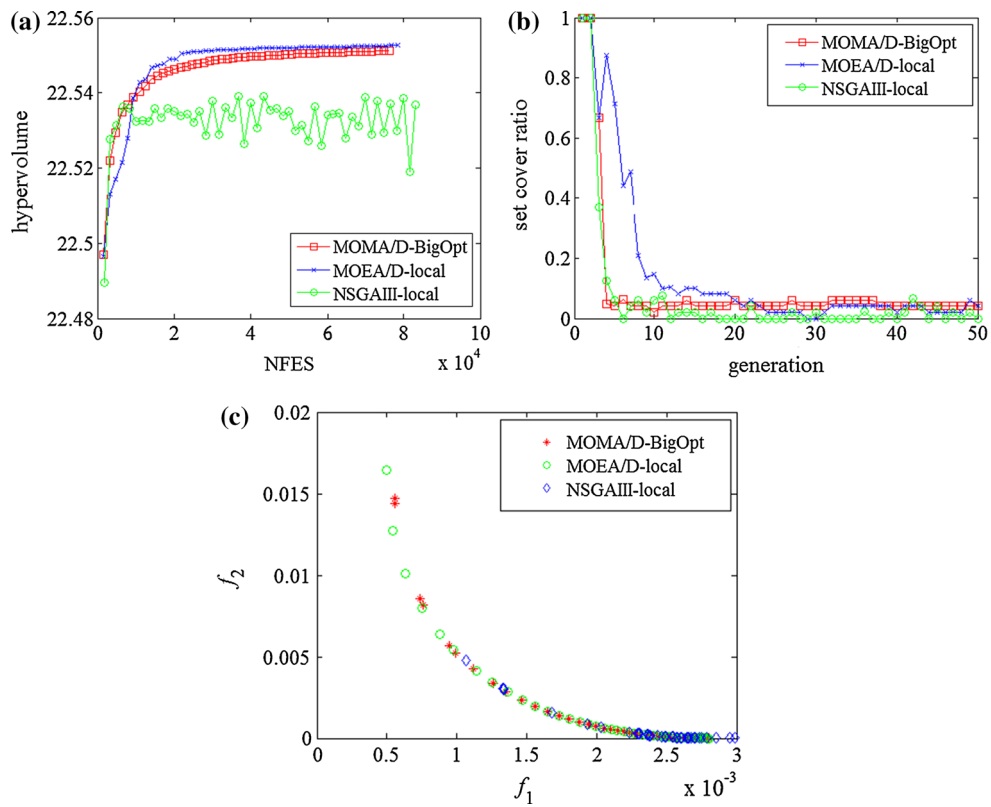 (a)
22.56
22.54
22.52
22.5
22.48
hypervolume
MOMA/D-BigOpt
MOEA/D-local
NSGAIII-local
0
2
4
6
8
10
x 10^4
NFES
(b)
1
0.8
0.6
0.4
0.2
0
set cover ratio
MOMA/D-BigOpt
MOEA/D-local
NSGAIII-local
0
10
20
30
40
50
generation
(c)
0.02
0.015
0.01
0.005
0
f2
MOMA/D-BigOpt
MOEA/D-local
NSGAIII-local
0
0.5
1
1.5
2
2.5
3
x 10^-3
f1